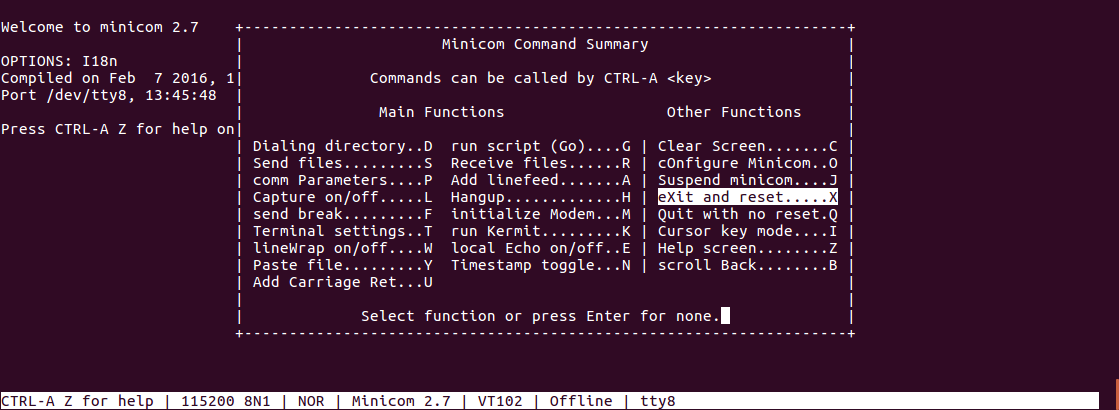 Welcome to minicom 2.7
OPTIONS: I18n
Compiled on Feb  7 2016, 1
Port /dev/tty8, 13:45:48
Press CTRL-A Z for help on
Minicom Command Summary
Commands can be called by CTRL-A <key>
Main Functions                  Other Functions
Dialing directory..D  run script (Go)....G | Clear Screen.......C
Send files.........S  Receive files......R | cOnfigure Minicom..O
comm Parameters....P  Add linefeed.......A | Suspend minicom....J
Capture on/off.....L  Hangup.............H | eXit and reset.....X
send break.........F  initialize Modem...M | Quit with no reset.Q
Terminal settings..T  run Kermit.........K | Cursor key mode....I
lineWrap on/off....W  local Echo on/off..E | Help screen........Z
Paste file.........Y  Timestamp toggle...N | scroll Back........B
Add Carriage Ret...U
Select function or press Enter for none.
CTRL-A Z for help | 115200 8N1 | NOR | Minicom 2.7 | VT102 | Offline | tty8